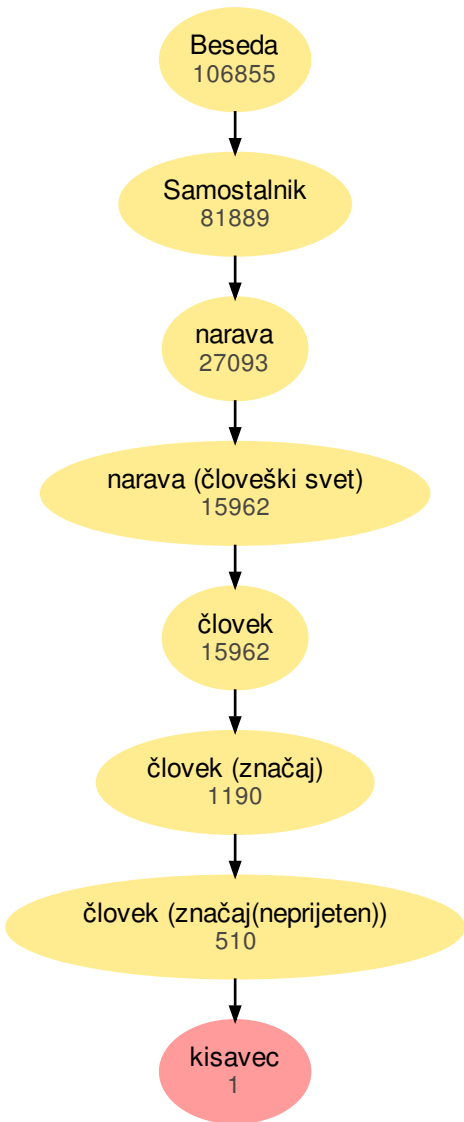 Beseda
106855
Samostalnik
81889
narava
27093
narava (človeški svet)
15962
človek
15962
človek (značaj)
1190
človek (značaj(neprijeten))
510
kisavec
1